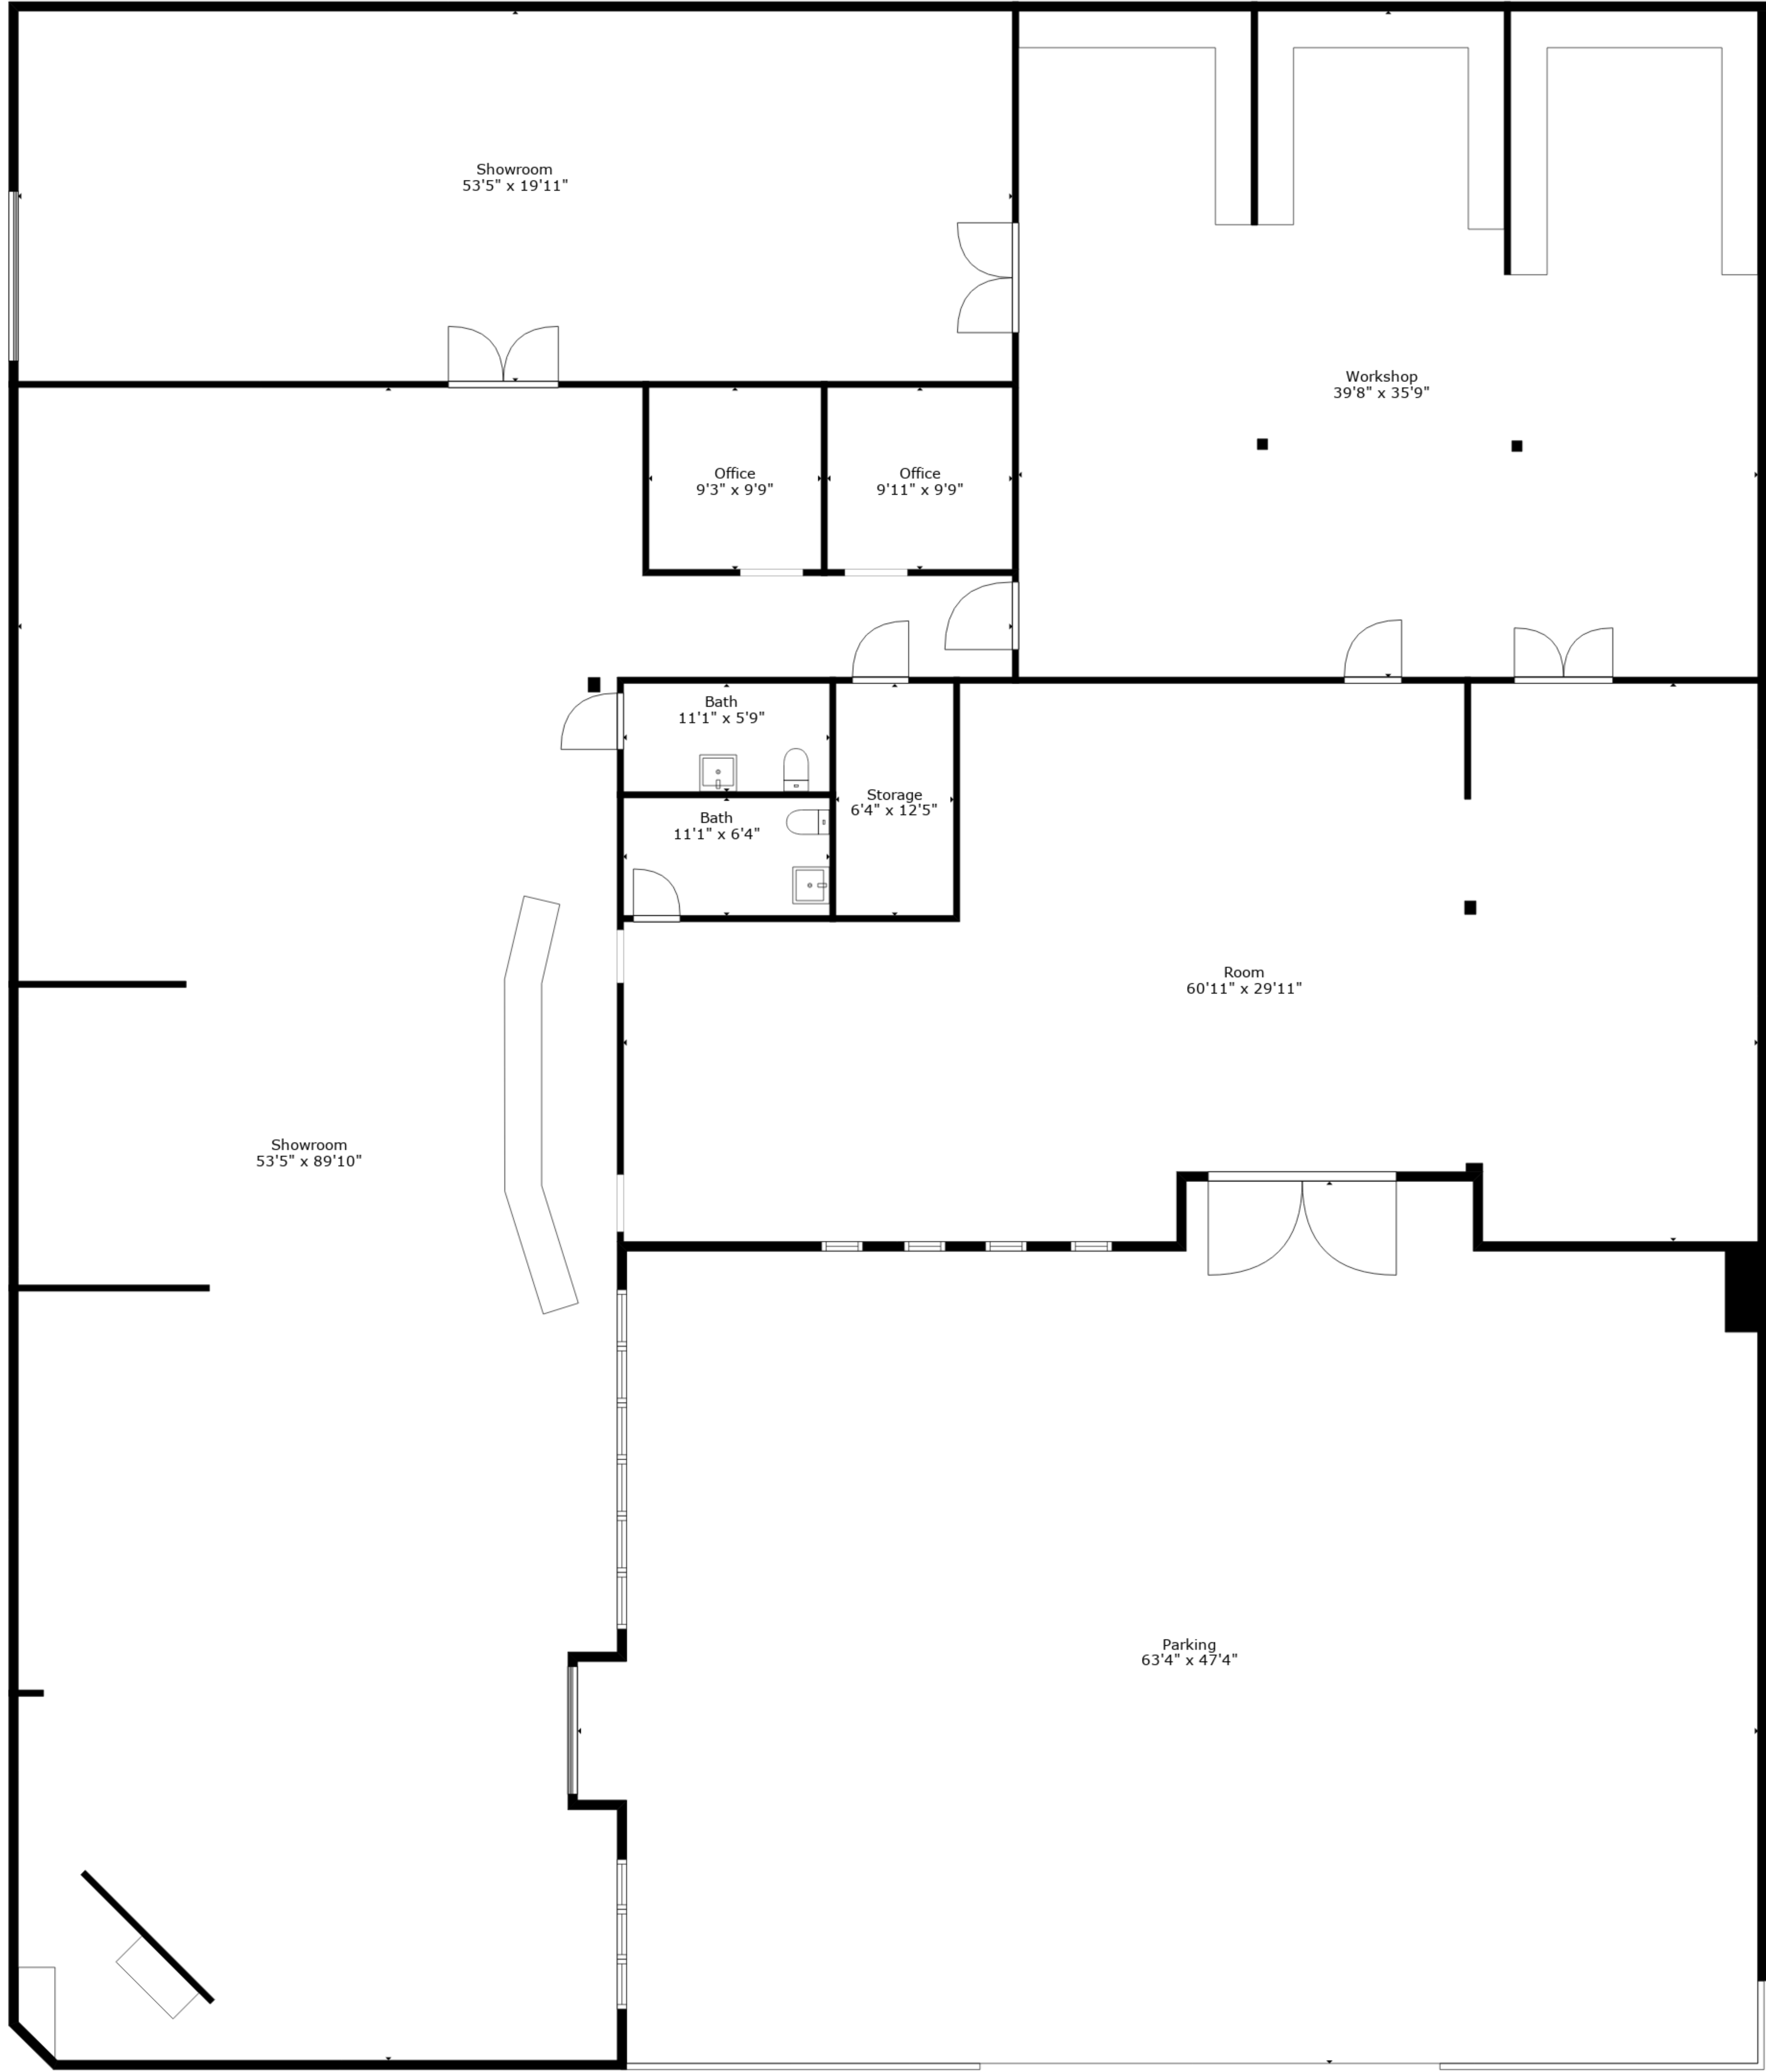 Showroom
53'5" x 19'11"
Workshop
39'8" x 35'9"
Office
9'3" x 9'9"
Office
9'11" x 9'9"
Bath
11'1" x 5'9"
Storage
6'4" x 12'5"
Bath
11'1" x 6'4"
Room
60'11" x 29'11"
Showroom
53'5" x 89'10"
Parking
63'4" x 47'4"